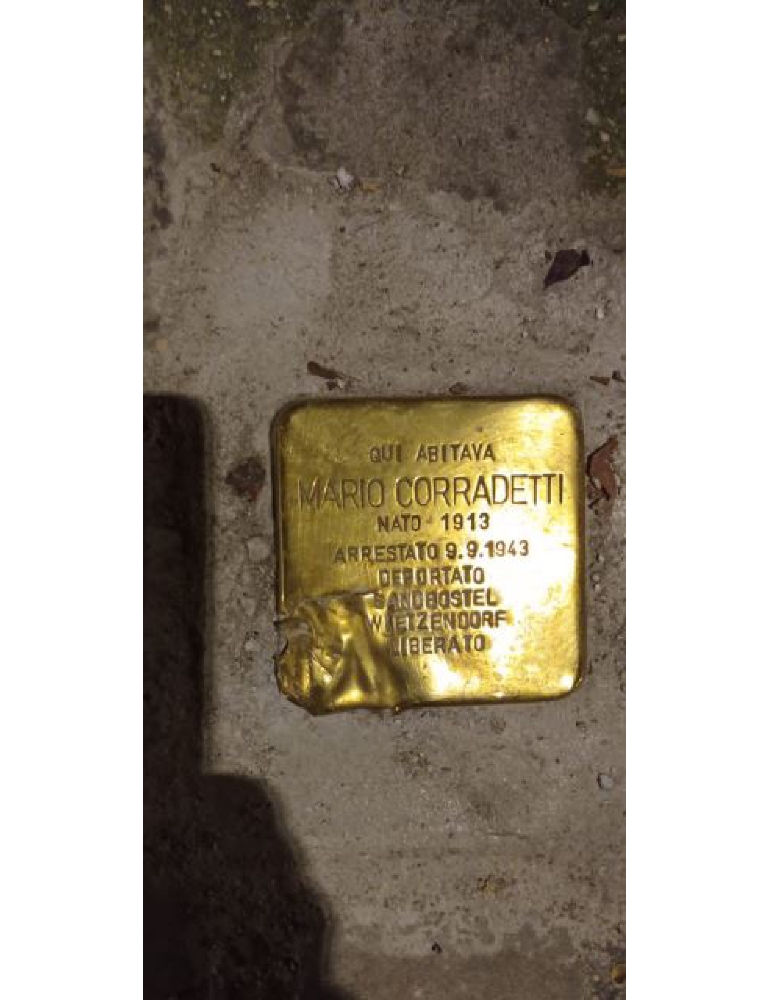 QUI ABITAVA
MARIO CORRADETTI
NATO 1913
ARRESTATO 9.9.1943
DEPORTATO
SANDBOSTEL
WIETZENDORF
LIBERATO